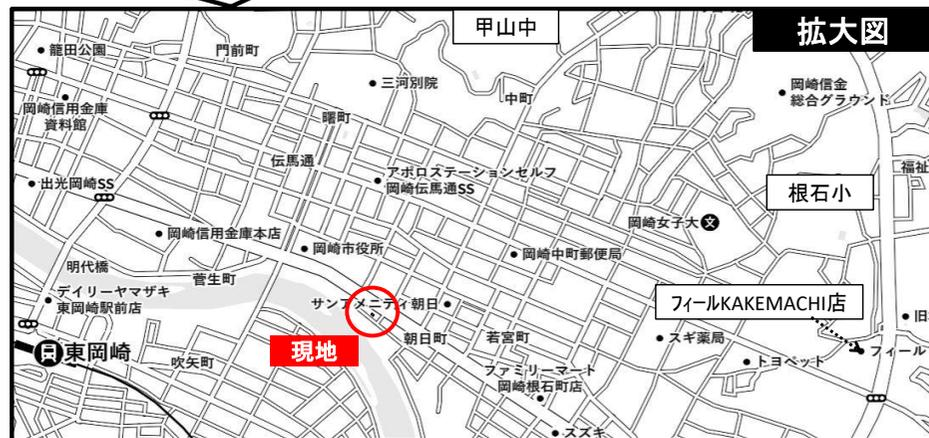 甲山中
拡大図
龍田公園
門前町
三河別院
岡崎信金
総合グラウンド
中町
岡崎信用金庫
資料館
曙町
伝馬通
アポロステーションセルフ
岡崎伝馬通SS
福祉
出光岡崎SS
根石小
岡崎女子大
文
岡崎信用金庫本店
岡崎市役所
岡崎中町郵便局
明代橋
菅生町
デイリーヤマザキ
東岡崎駅前店
サンアメニティ朝日
フィールKAKEMACHI店
旧
朝日町
若宮町
スギ薬局
フィール
現地
東岡崎
吹矢町
トヨペット
ファミリーマート
岡崎根石町店
スズキ